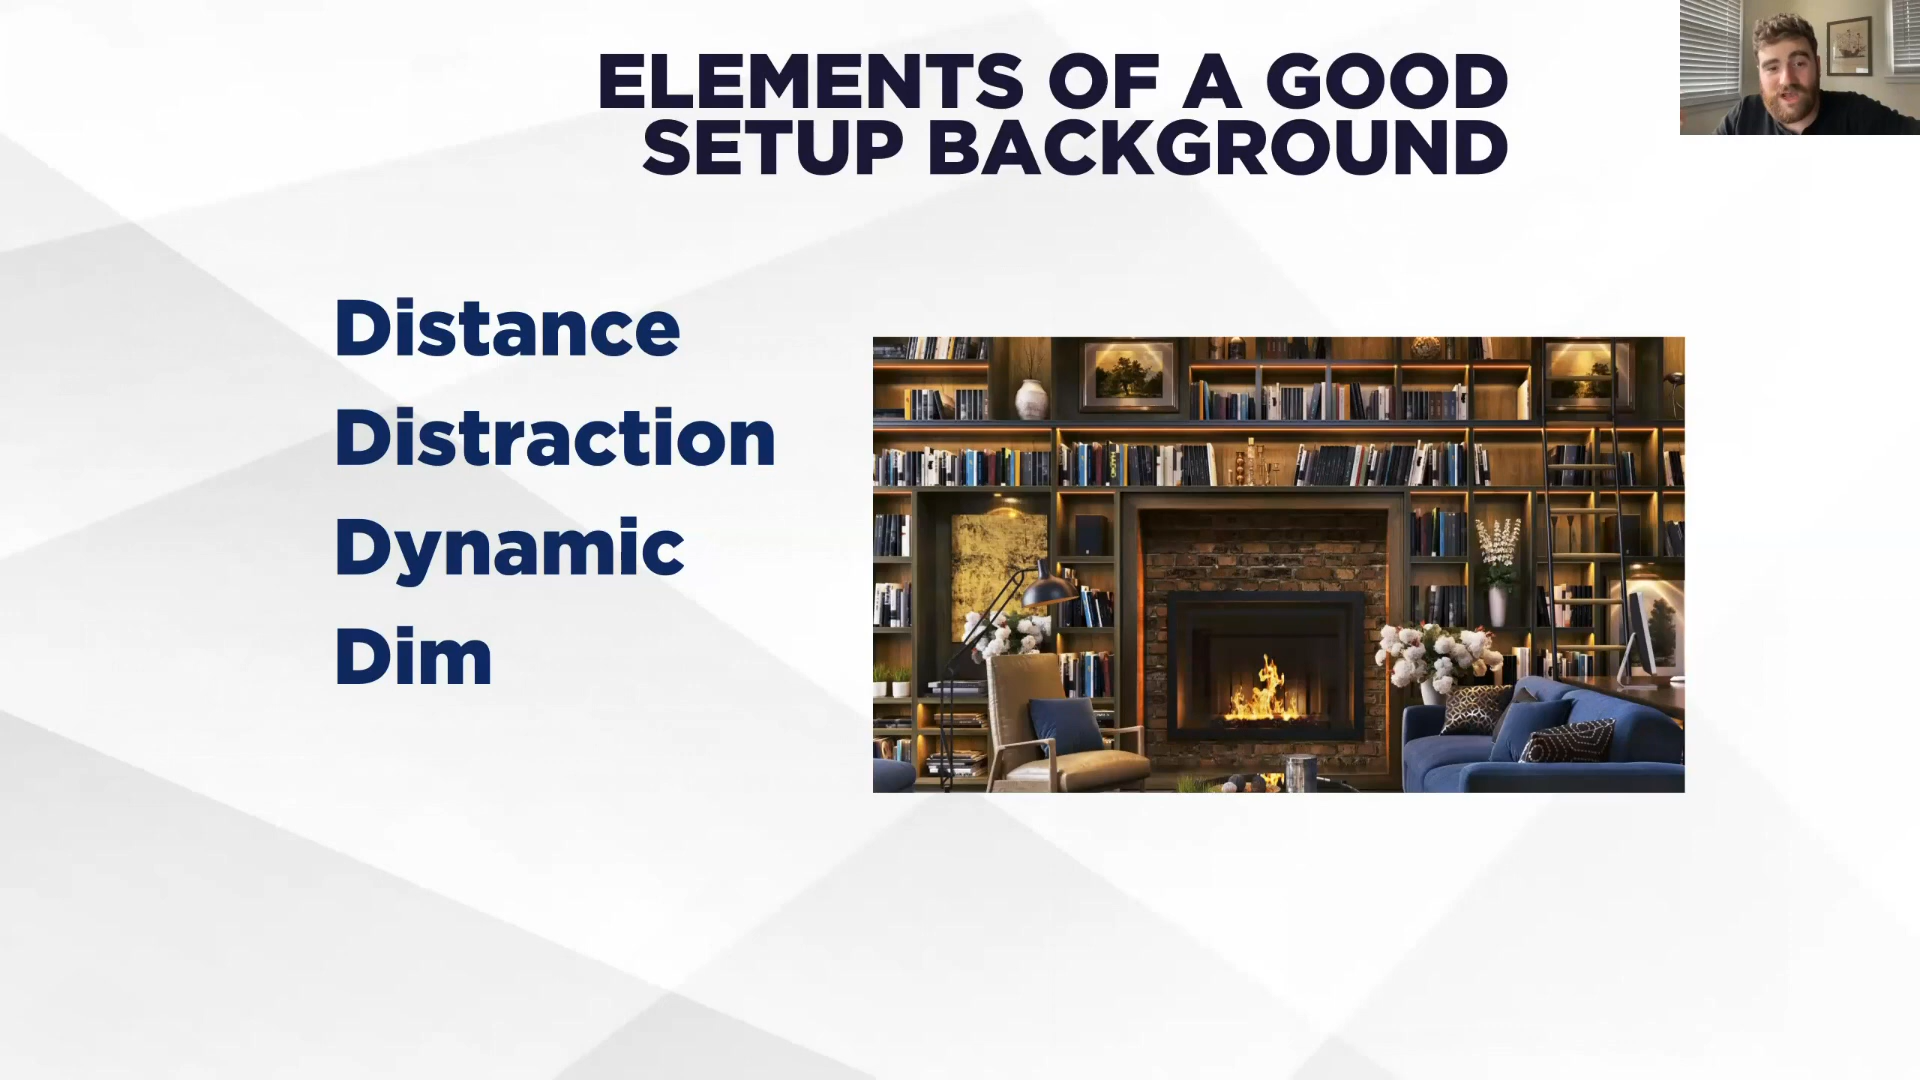 ELEMENTS OF A GOOD
SETUP BACKGROUND
Distance
Distraction
Dynamic
Dim